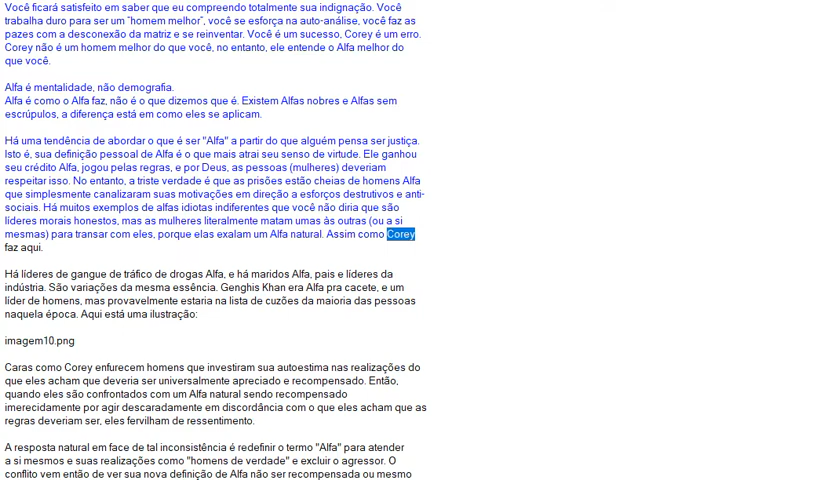 Você ficará satisfeito em saber que eu compreendo totalmente sua indignação. Você
trabalha duro para ser um "homem melhor", você se esforça na auto-análise, você faz as
pazes com a desconexão da matriz e se reinventar. Você é um sucesso, Corey é um erro.
Corey não é um homem melhor do que você, no entanto, ele entende o Alfa melhor do
que você.
Alfa é mentalidade, não demografia.
Alfa é como o Alfa faz, não é o que dizemos que é. Existem Alfas nobres e Alfas sem
escrúpulos, a diferença está em como eles se aplicam.
Há uma tendência de abordar o que é ser "Alfa" a partir do que alguém pensa ser justiça.
Isto é, sua definição pessoal de Alfa é o que mais atrai seu senso de virtude. Ele ganhou
seu crédito Alfa, jogou pelas regras, e por Deus, as pessoas (mulheres) deveriam
respeitar isso. No entanto, a triste verdade é que as prisões estão cheias de homens Alfa
que simplesmente canalizaram suas motivações em direção a esforços destrutivos e anti-
sociais. Há muitos exemplos de alfas idiotas indiferentes que você não diria que são
líderes morais honestos, mas as mulheres literalmente matam umas às outras (ou a si
mesmas) para transar com eles, porque elas exalam um Alfa natural. Assim como Corey
faz aqui.
Há líderes de gangue de tráfico de drogas Alfa, e há maridos Alfa, pais e líderes da
indústria. São variações da mesma essência. Genghis Khan era Alfa pra cacete, e um
líder de homens, mas provavelmente estaria na lista de cuzões da maioria das pessoas
naquela época. Aqui está uma ilustração:
imagem10.png
Caras como Corey enfurecem homens que investiram sua autoestima nas realizações do
que eles acham que deveria ser universalmente apreciado e recompensado. Então,
quando eles são confrontados com um Alfa natural sendo recompensado
imerecidamente por agir descaradamente em discordância com o que eles acham que as
regras deveriam ser, eles fervilham de ressentimento.
A resposta natural em face de tal inconsistência é redefinir o termo "Alfa" para atender
a si mesmos e suas realizações como "homens de verdade" e excluir o agressor. O
conflito vem então de ver sua nova definição de Alfa não ser recompensada ou mesmo